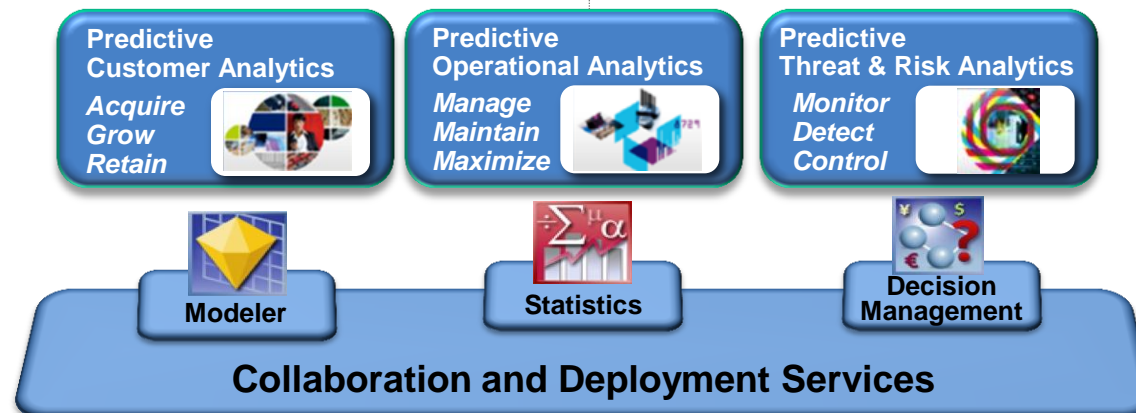 Predictive
Customer Analytics
Acquire
Grow
Retain
Predictive
Operational Analytics
Manage
Maintain
Maximize
Predictive
Threat & Risk Analytics
Monitor
Detect
Control
÷Σμα
¥ $
€ ?
Modeler
Statistics
Decision
Management
Collaboration and Deployment Services